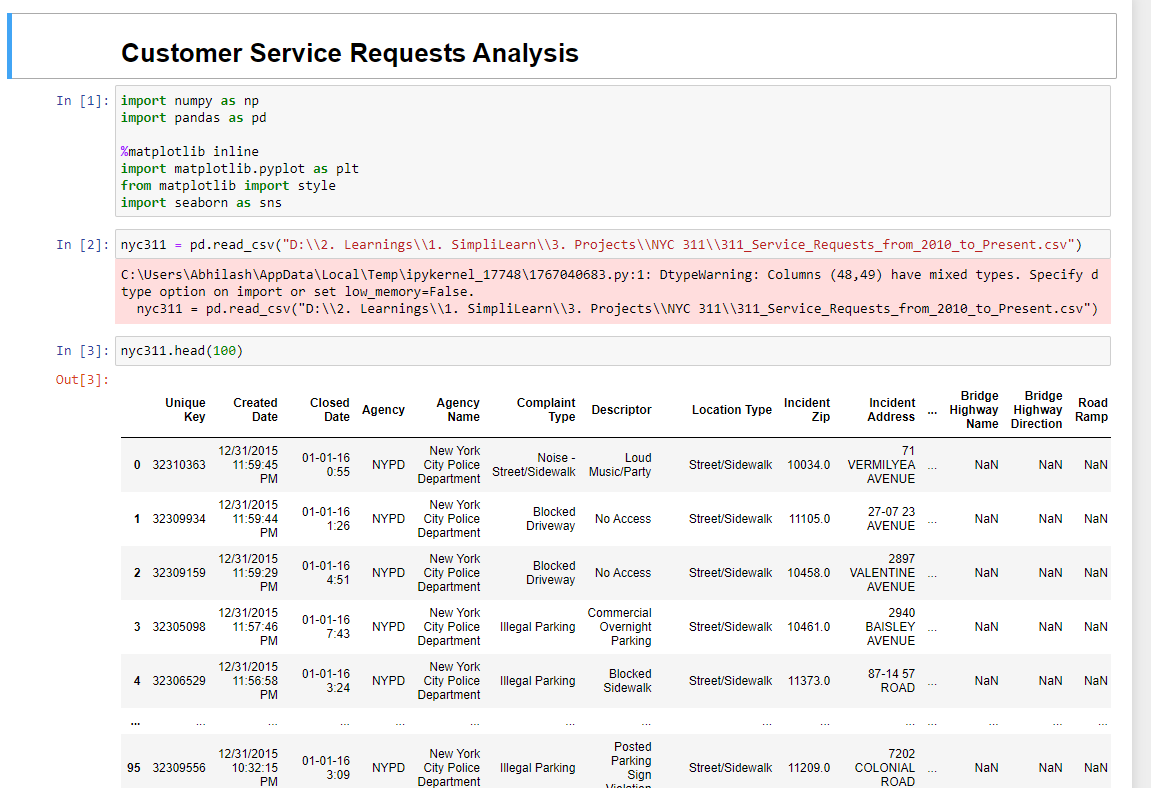 Customer Service Requests Analysis
In [1]: import numpy as np
import pandas as pd
%matplotlib inline
import matplotlib.pyplot as plt
from matplotlib import style
import seaborn as sns
In [2]: nyc311 = pd.read_csv("D:\\2. Learnings\\1. SimpliLearn\\3. Projects\\NYC 311\\311_Service_Requests_from_2010_to_Present.csv")
C:\Users\Abhilash\AppData\Local\Temp\ipykernel_17748\1767040683.py:1: DtypeWarning: Columns (48,49) have mixed types. Specify d
type option on import or set low_memory=False.
nyc311 = pd.read_csv("D:\\2. Learnings\\1. SimpliLearn\\3. Projects\\NYC 311\\311_Service_Requests_from_2010_to_Present.csv")
In [3]: nyc311.head(100)
Out[3]:
Unique Key Created Date Closed Date Agency Agency Name Complaint Type Descriptor Location Type Incident Zip Incident Address ... Bridge Highway Name Bridge Highway Direction Road Ramp
0 32310363 12/31/2015 11:59:45 PM 01-01-16 0:55 NYPD New York City Police Department Noise - Street/Sidewalk Loud Music/Party Street/Sidewalk 10034.0 71 VERMILYEA AVENUE ... NaN NaN NaN
1 32309934 12/31/2015 11:59:44 PM 01-01-16 1:26 NYPD New York City Police Department Blocked Driveway No Access Street/Sidewalk 11105.0 27-07 23 AVENUE ... NaN NaN NaN
2 32309159 12/31/2015 11:59:29 PM 01-01-16 4:51 NYPD New York City Police Department Blocked Driveway No Access Street/Sidewalk 10458.0 2897 VALENTINE AVENUE ... NaN NaN NaN
3 32305098 12/31/2015 11:57:46 PM 01-01-16 7:43 NYPD New York City Police Department Illegal Parking Commercial Overnight Parking Street/Sidewalk 10461.0 2940 BAISLEY AVENUE ... NaN NaN NaN
4 32306529 12/31/2015 11:56:58 PM 01-01-16 3:24 NYPD New York City Police Department Illegal Parking Blocked Sidewalk Street/Sidewalk 11373.0 87-14 57 ROAD ... NaN NaN NaN
... ... ... ... ... ... ... ... ... ... ... ... ... ... ...
95 32309556 12/31/2015 10:32:15 PM 01-01-16 3:09 NYPD New York City Police Department Illegal Parking Posted Parking Sign Violation Street/Sidewalk 11209.0 7202 COLONIAL ROAD ... NaN NaN NaN